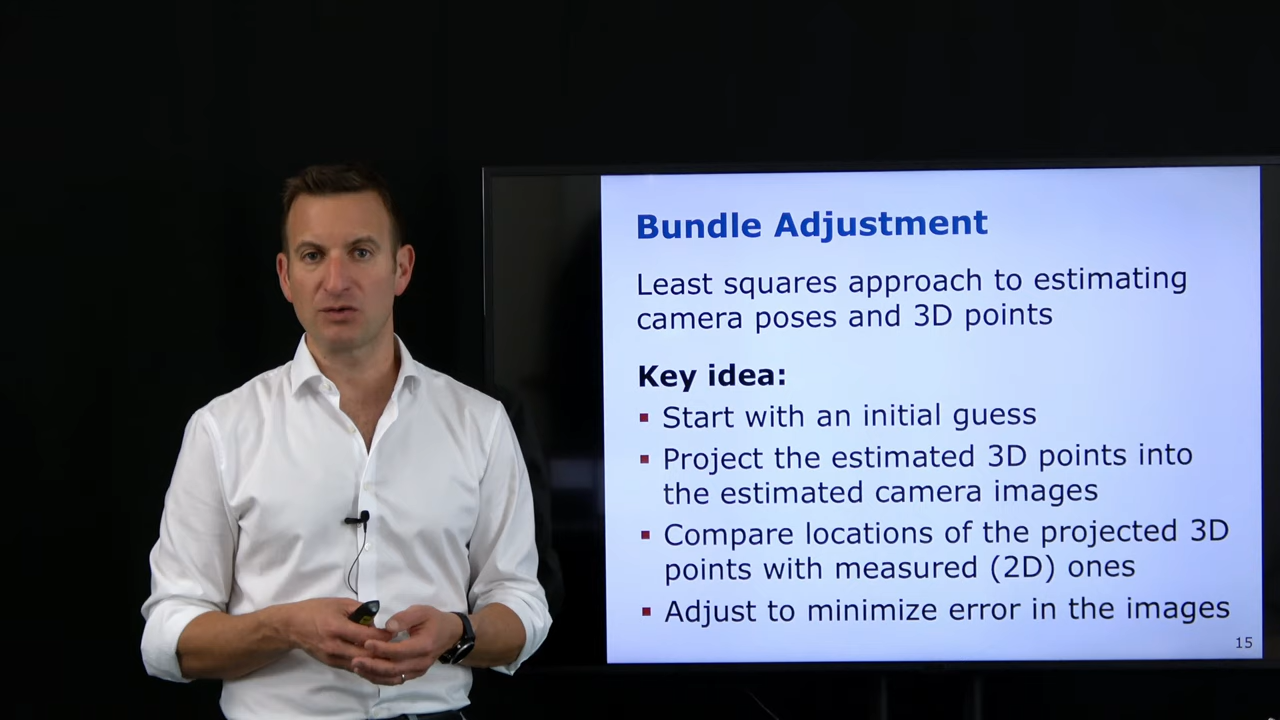 Bundle Adjustment
Least squares approach to estimating
camera poses and 3D points
Key idea:
▪ Start with an initial guess
▪ Project the estimated 3D points into
the estimated camera images
▪ Compare locations of the projected 3D
points with measured (2D) ones
▪ Adjust to minimize error in the images
15